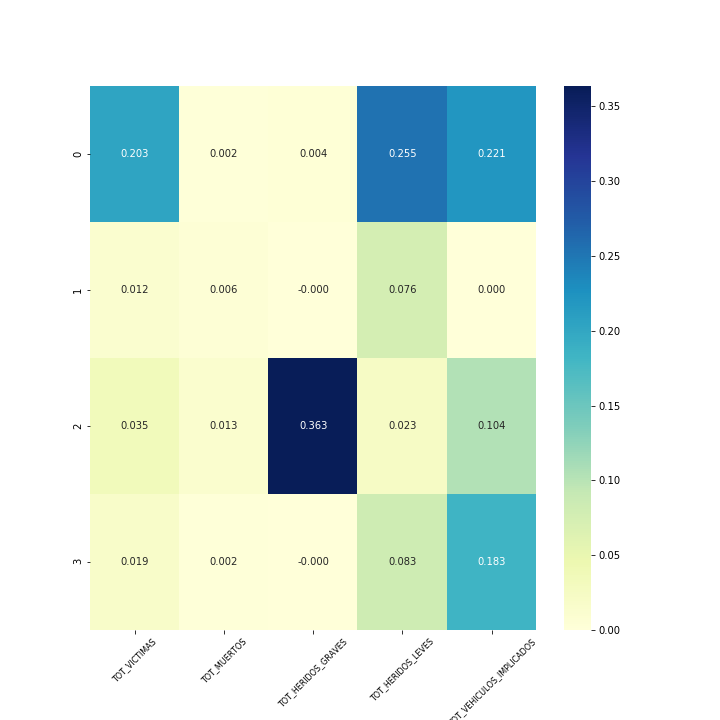 0.35
0.30
0.25
0.20
0.15
0.10
0.05
0.00
0 0.203 0.002 0.004 0.255 0.221
1 0.012 0.006 -0.000 0.076 0.000
2 0.035 0.013 0.363 0.023 0.104
3 0.019 0.002 -0.000 0.083 0.183
TOT_VICTIMAS
TOT_MUERTOS
TOT_HERIDOS_GRAVES
TOT_HERIDOS_LEVES
OT_VEHICULOS_IMPLICADOS